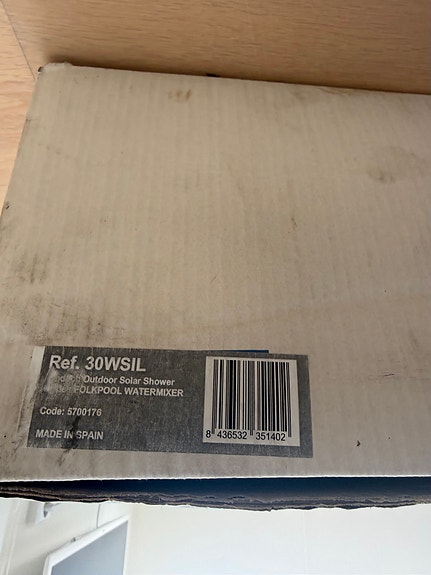 Ref. 30WSIL
Outdoor Solar Shower
FOLKPOOL WATERMIXER
Code: 5700176
MADE IN SPAIN
8 436532 351402